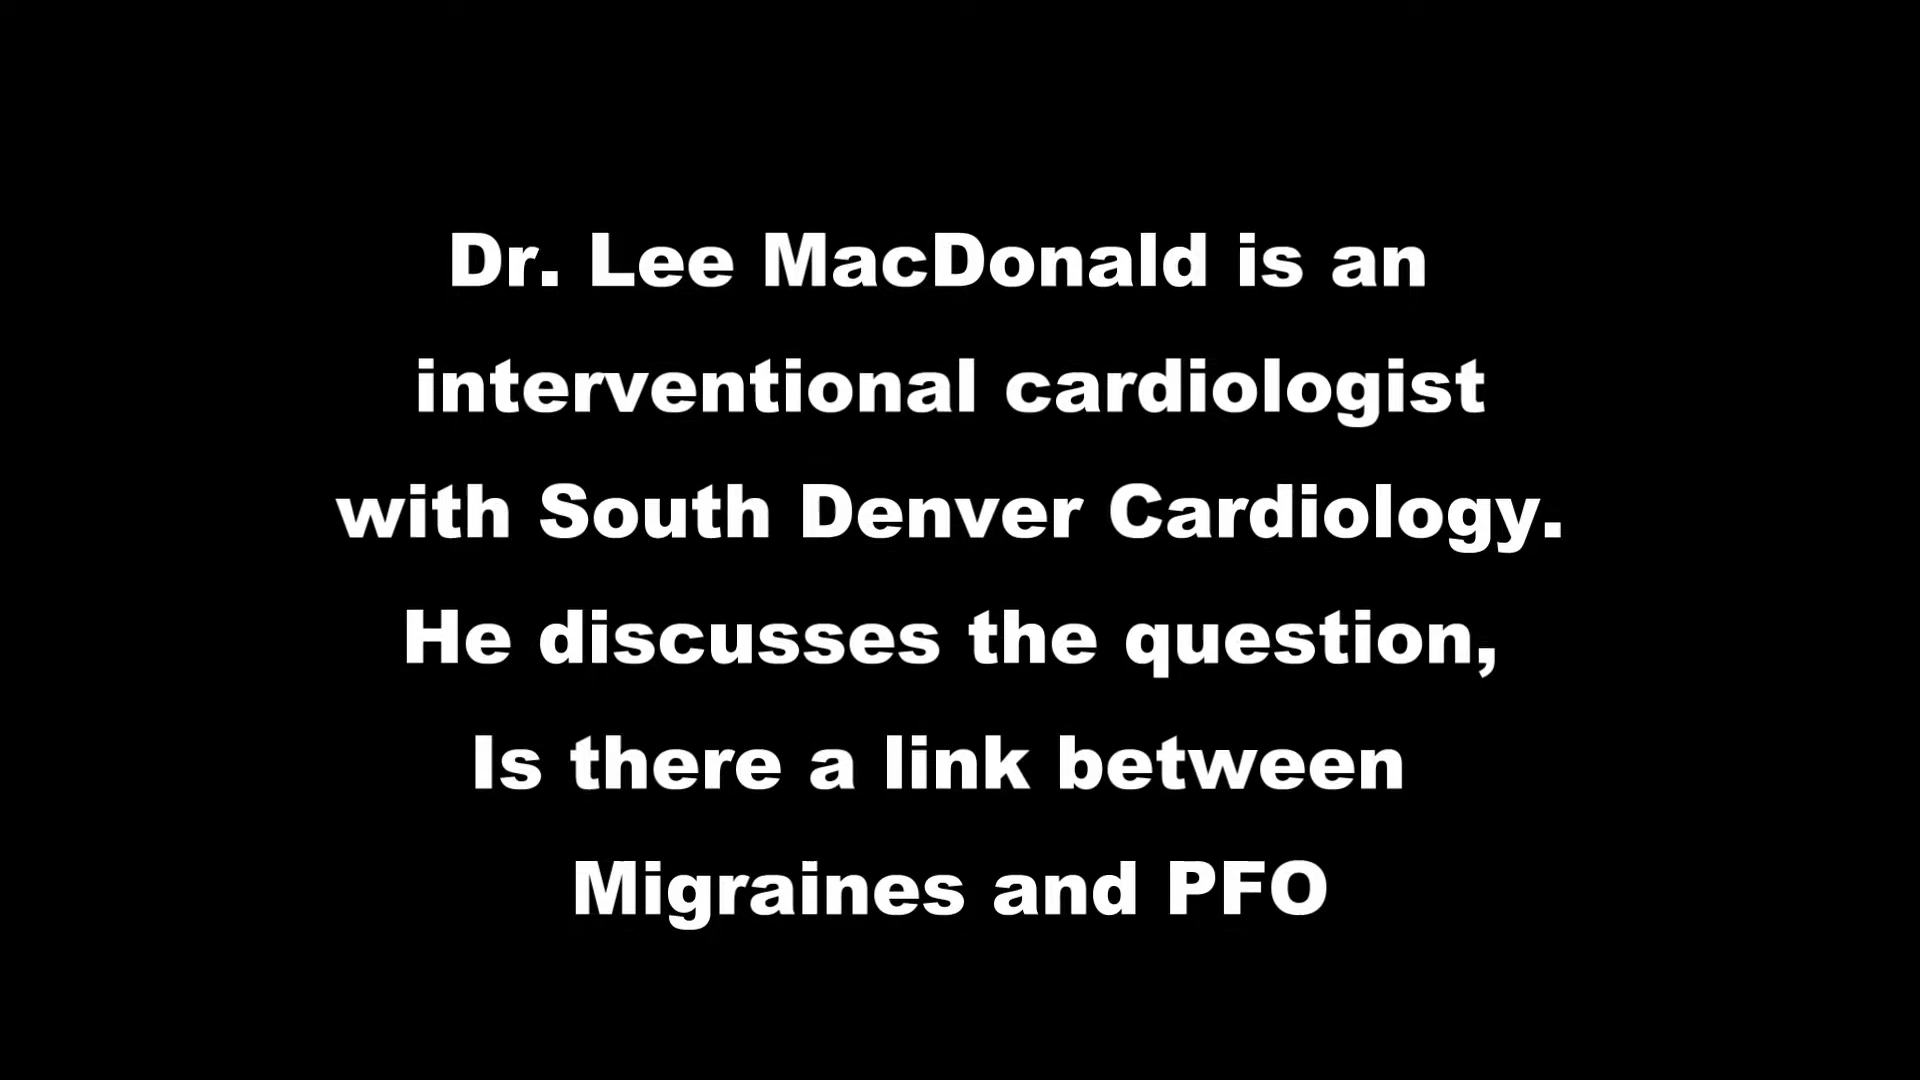 Dr. Lee MacDonald is an
interventional cardiologist
with South Denver Cardiology.
He discusses the question,
Is there a link between
Migraines and PFO